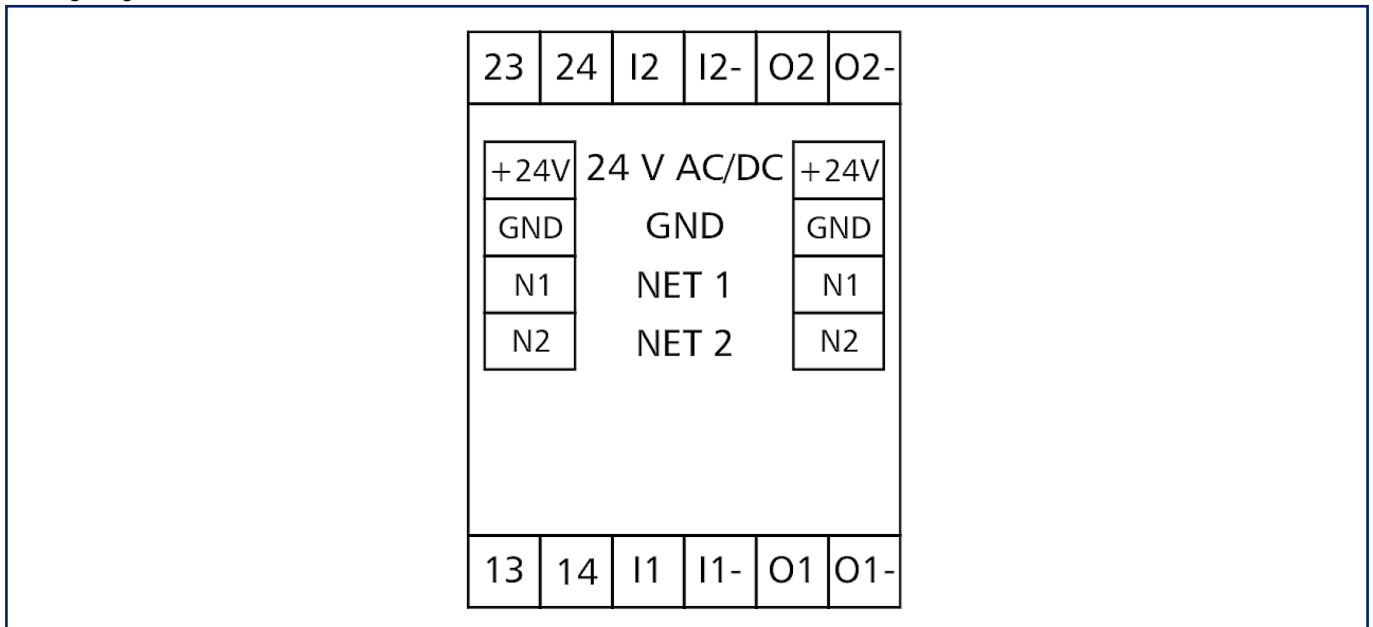 23 24 I2 I2- O2 O2-
+24V 24 V AC/DC +24V
GND GND GND
N1 NET 1 N1
N2 NET 2 N2
13 14 I1 I1- O1 O1-